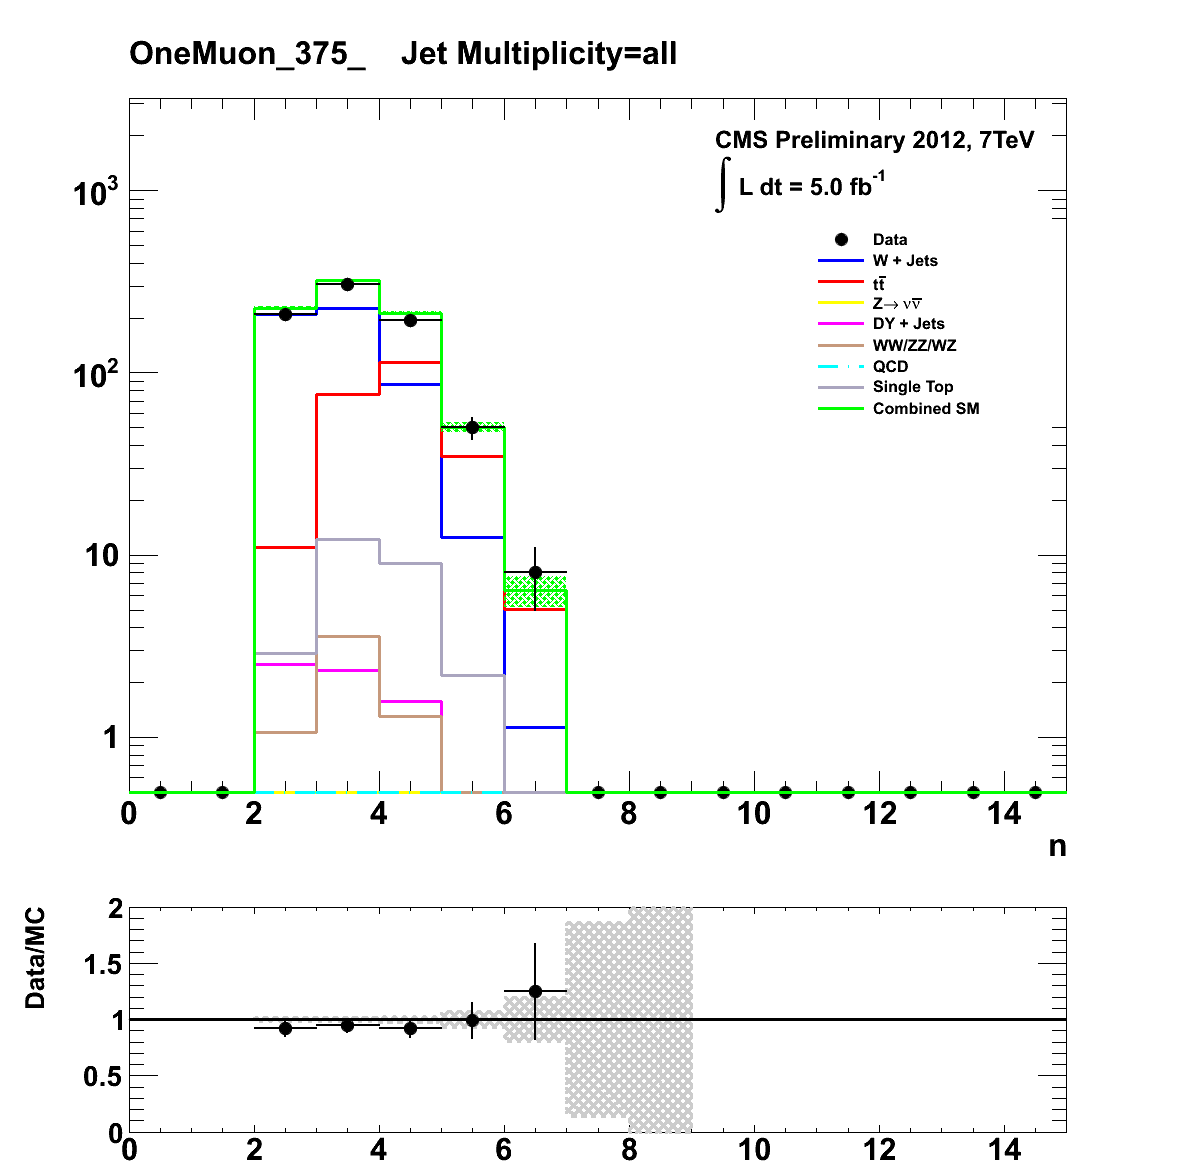 OneMuon_375_ Jet Multiplicity=all
CMS Preliminary 2012, 7TeV
∫ L dt = 5.0 fb⁻¹
Data
W + Jets
tt̅
Z→ νν̅
DY + Jets
WW/ZZ/WZ
QCD
Single Top
Combined SM
10³
10²
10
1
0 2 4 6 8 10 12 14
n
Data/MC
2
1.5
1
0.5
0
0 2 4 6 8 10 12 14